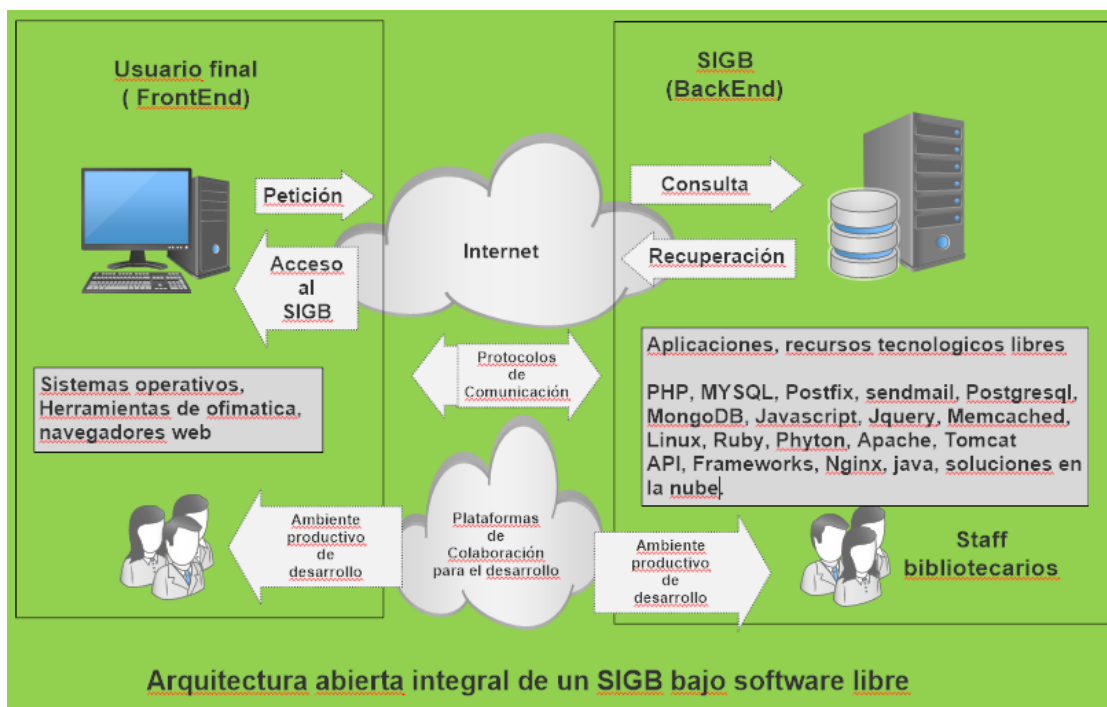 Usuario final
( FrontEnd)
SIGB
(BackEnd)
Petición
Acceso
al
SIGB
Internet
Consulta
Recuperación
Protocolos
de
Comunicación
Sistemas operativos,
Herramientas de ofimatica,
navegadores web
Aplicaciones, recursos tecnologicos libres
PHP, MYSQL, Postfix, sendmail, Postgresql,
MongoDB, Javascript, Jquery, Memcached,
Linux, Ruby, Phyton, Apache, Tomcat
API, Frameworks, Nginx, java, soluciones en
la nube.
Ambiente
productivo
de
desarrollo
Plataformas
de
Colaboración
para el desarrollo
Ambiente
productivo
de
desarrollo
Staff
bibliotecarios
Arquitectura abierta integral de un SIGB bajo software libre